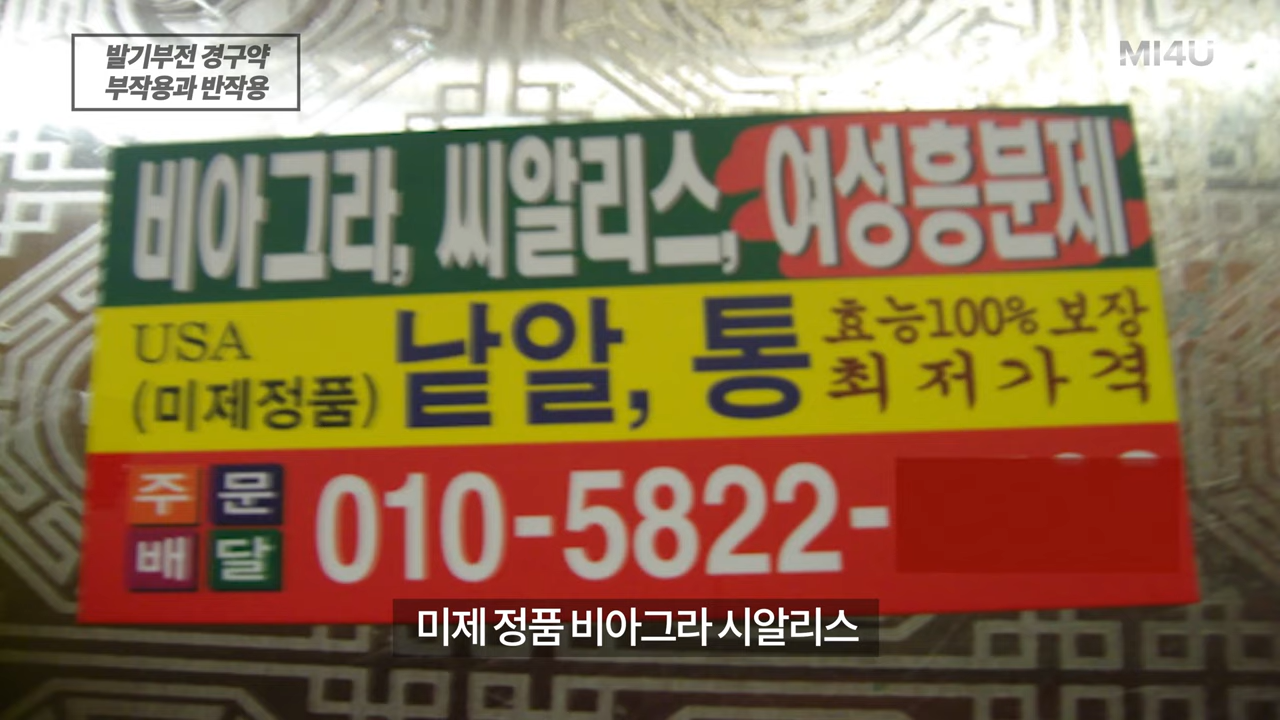 발기부전 경구약
부작용과 반작용
MI4U
비아그라, 씨알리스, 여성흥분제
USA
(미제정품)
낱알, 통
효능100% 보장
최저가격
주문
배달
010-5822-
미제 정품 비아그라 시알리스